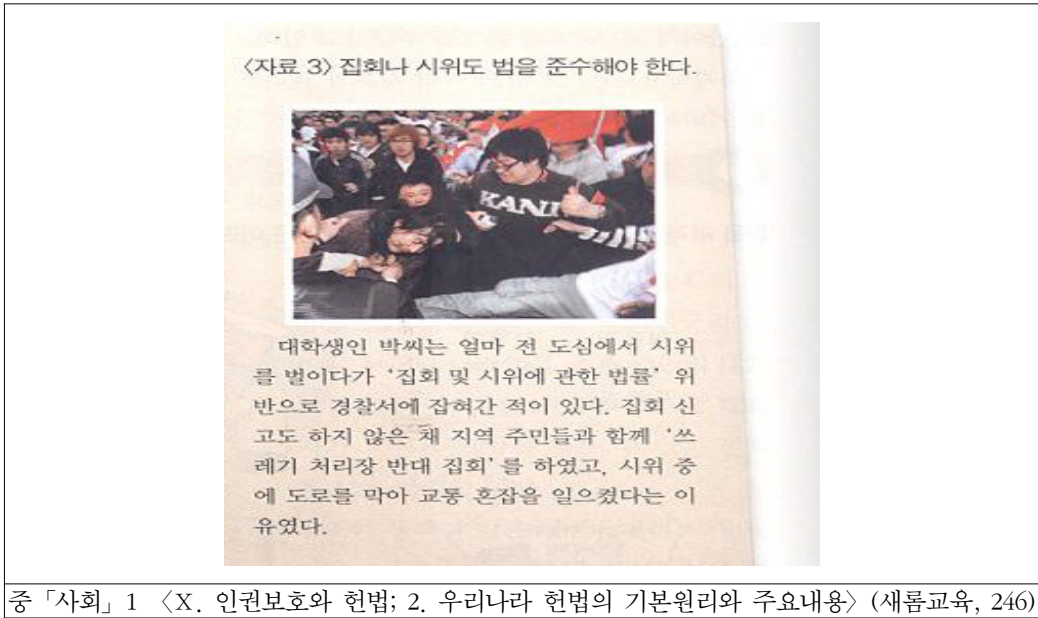 〈자료 3〉 집회나 시위도 법을 준수해야 한다.
KANU
대학생인 박씨는 얼마 전 도심에서 시위
를 벌이다가 ‘집회 및 시위에 관한 법률’ 위
반으로 경찰서에 잡혀간 적이 있다. 집회 신
고도 하지 않은 채 지역 주민들과 함께 ‘쓰
레기 처리장 반대 집회’를 하였고, 시위 중
에 도로를 막아 교통 혼잡을 일으켰다는 이
유였다.
중「사회」1 〈Ⅹ. 인권보호와 헌법; 2. 우리나라 헌법의 기본원리와 주요내용〉(새롬교육, 246)